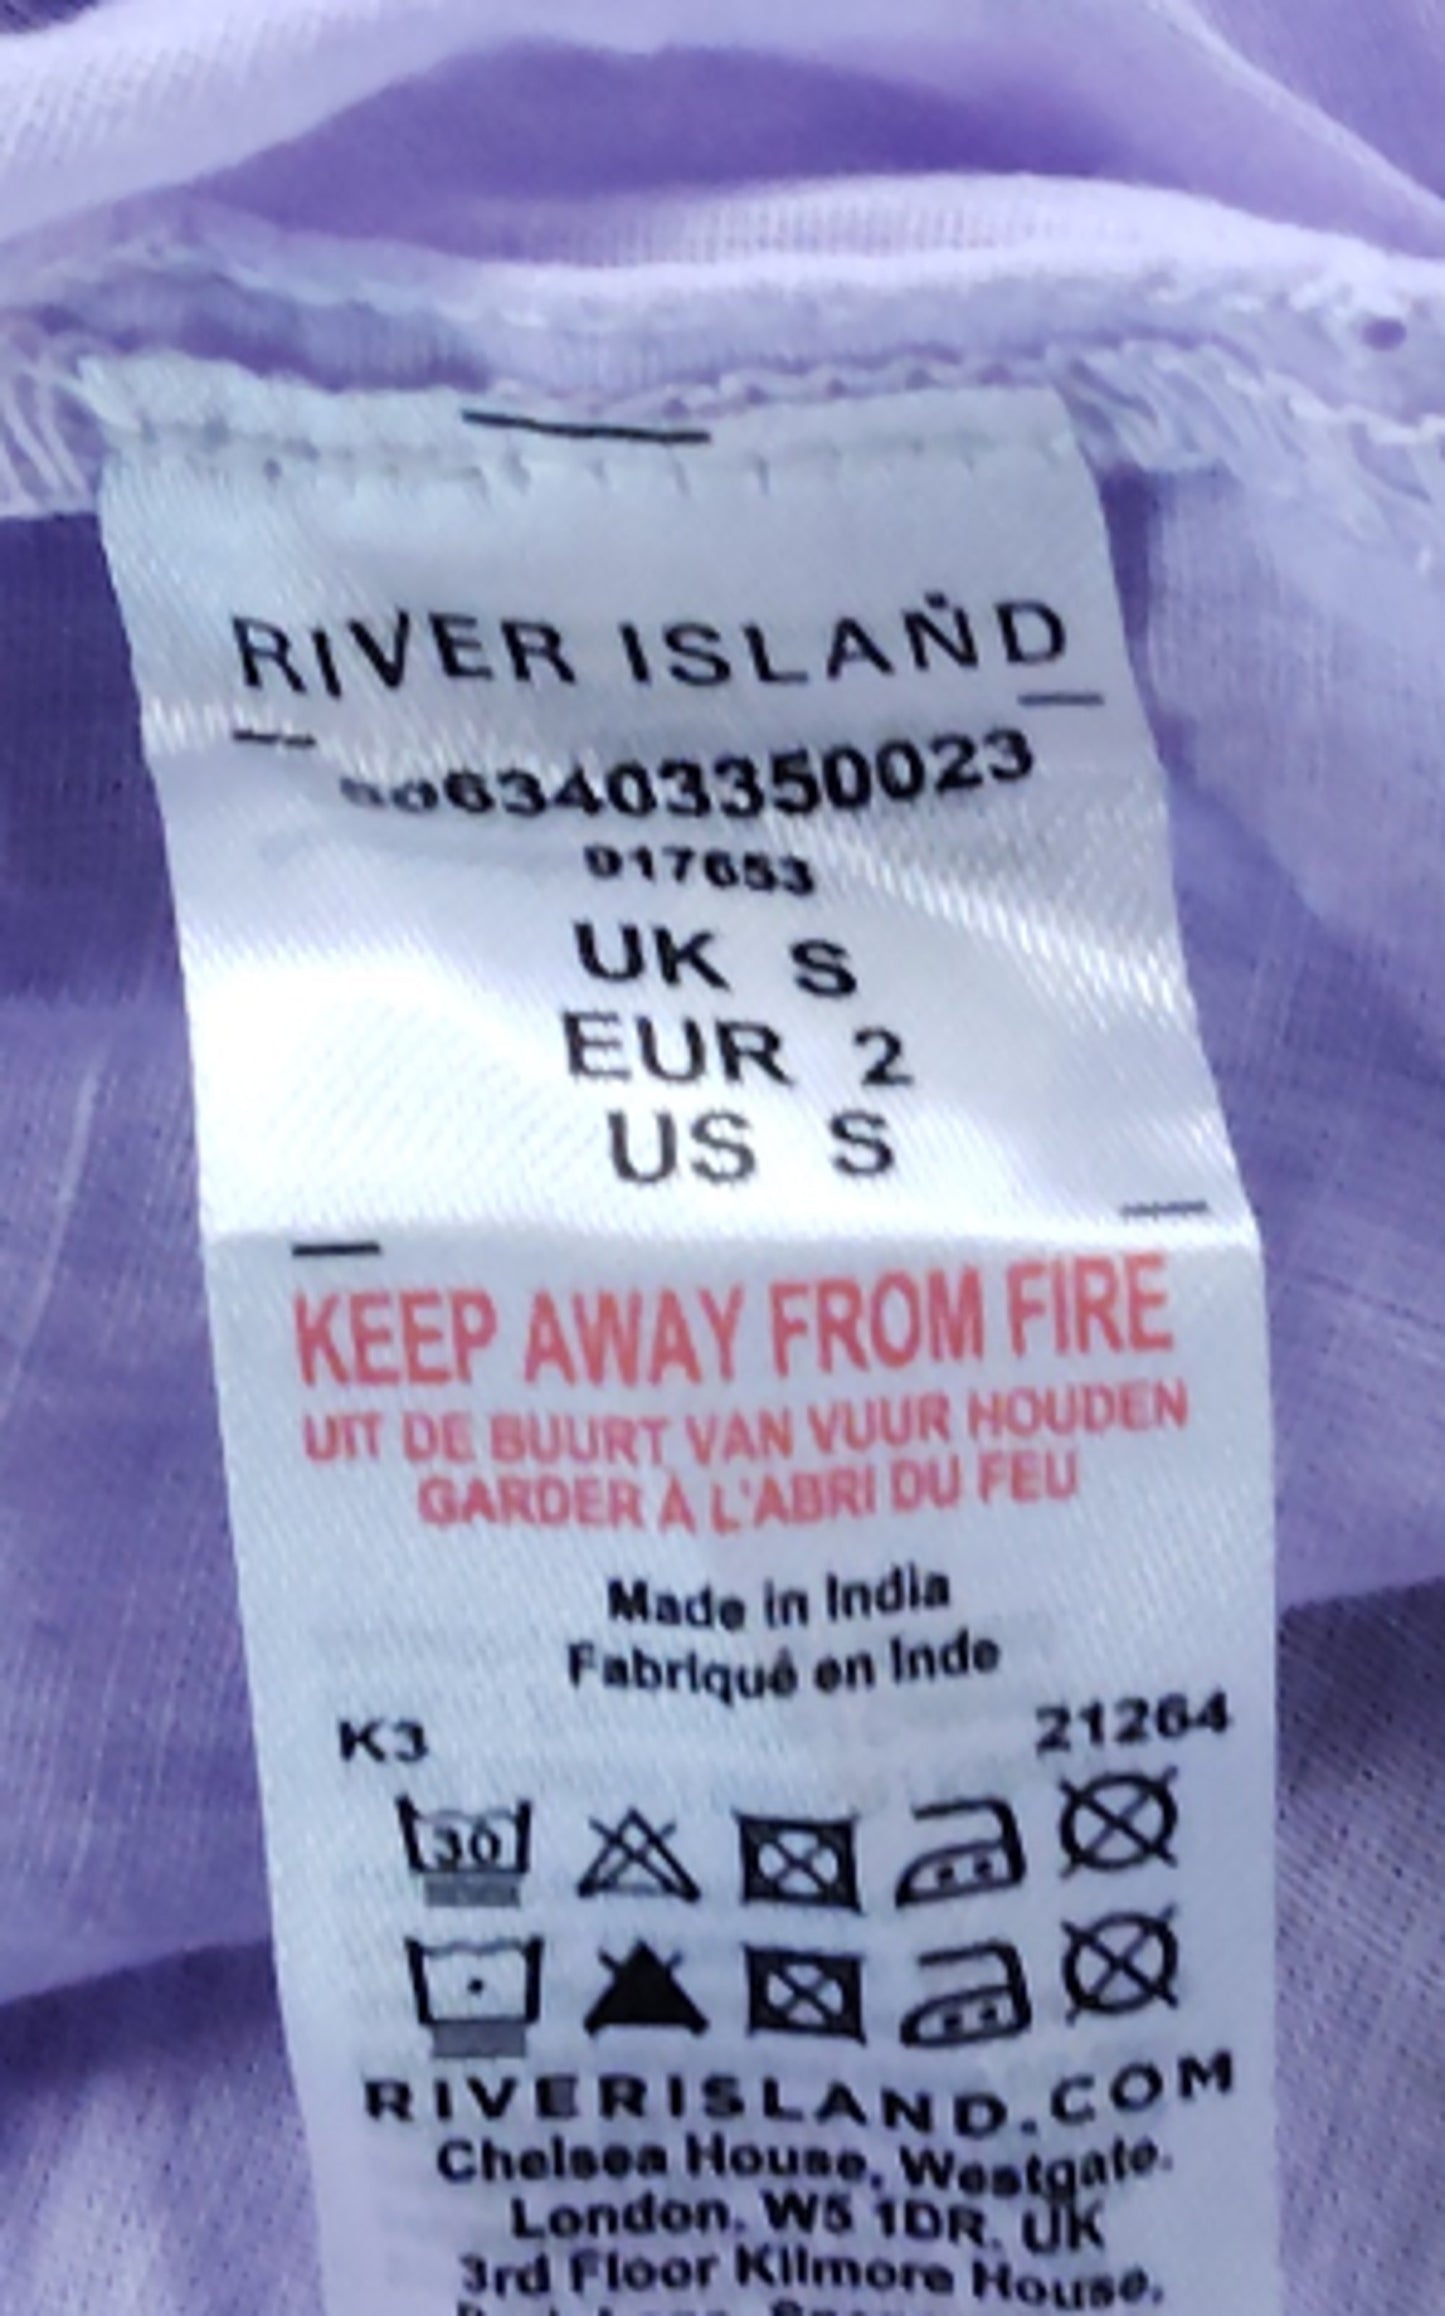 RIVER ISLAND
5063403350023
917653
UK S
EUR 2
US S
KEEP AWAY FROM FIRE
UIT DE BUURT VAN VUUR HOUDEN
GARDER À L'ABRI DU FEU
Made in India
Fabriqué en Inde
K3 21264
30
RIVERISLAND.COM
Chelsea House, Westgate,
London, W5 1DR, UK
3rd Floor Kilmore House,